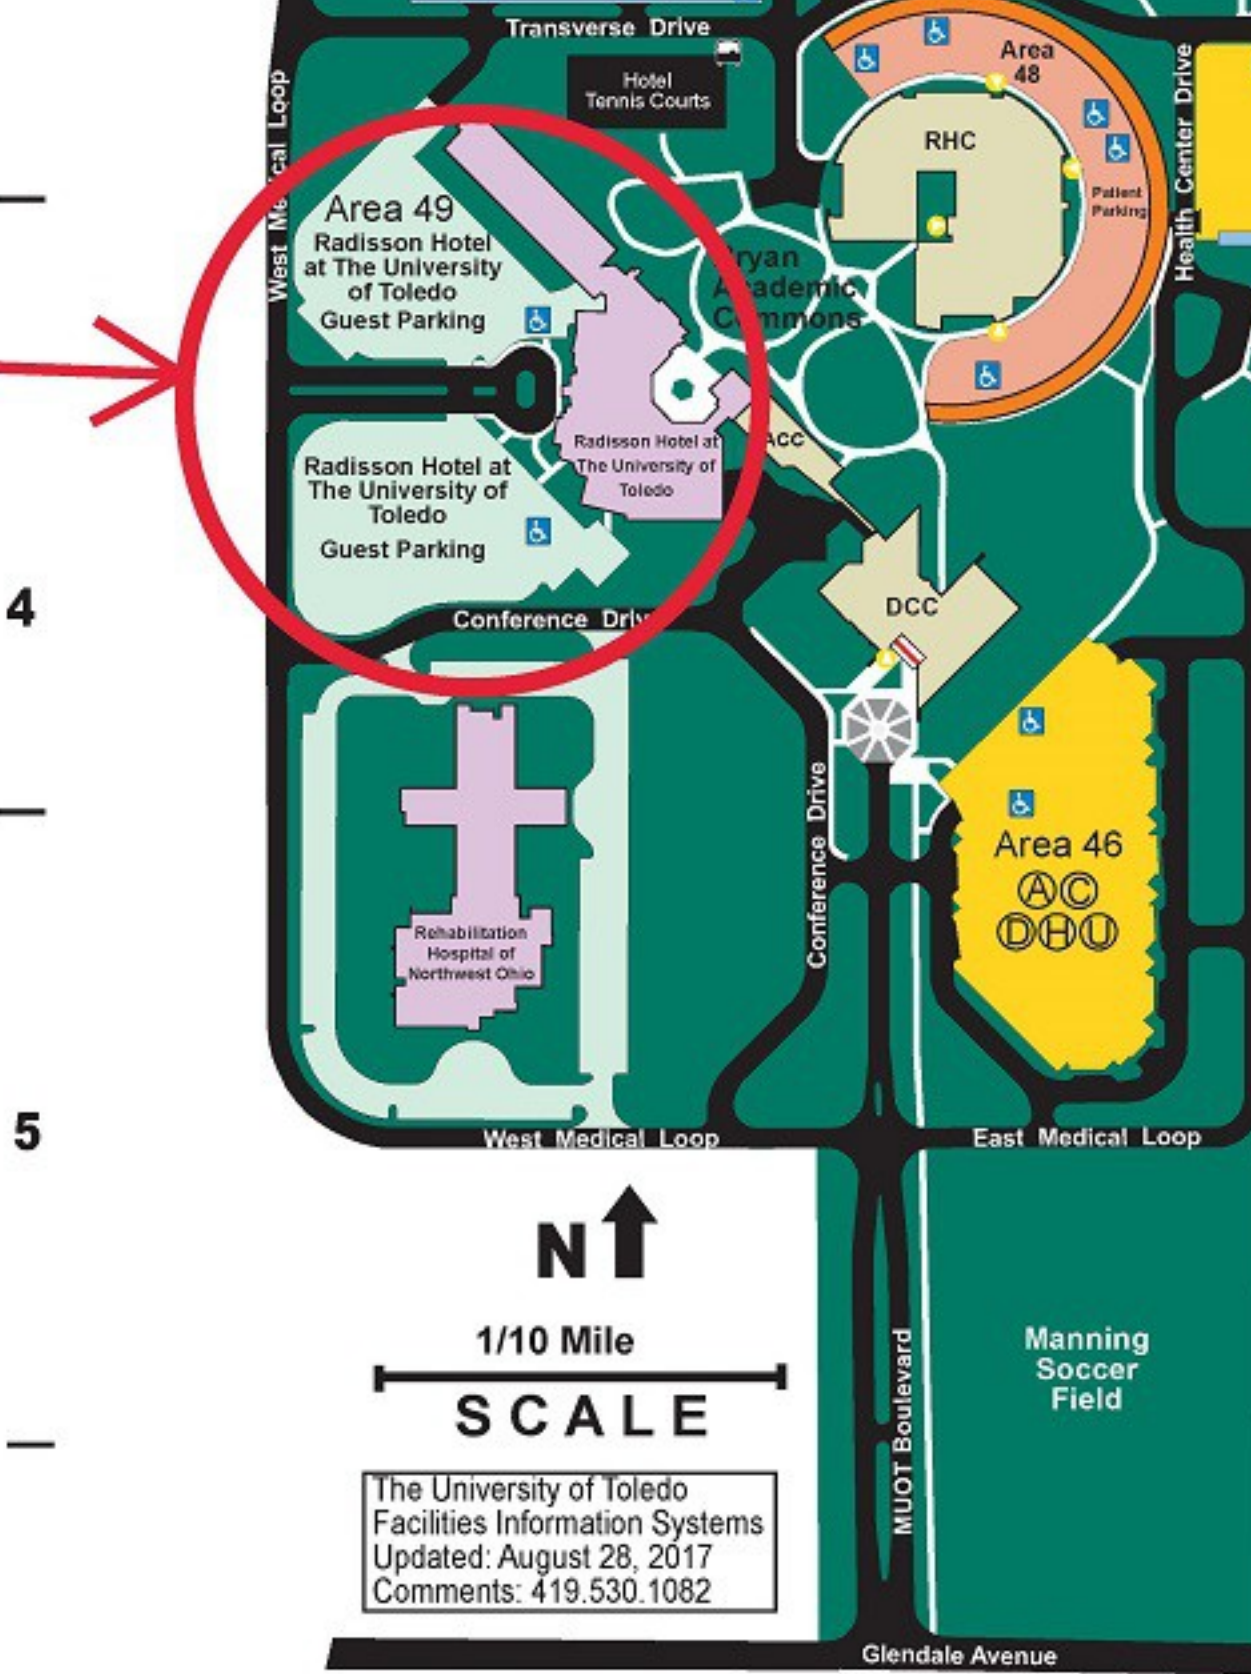 Transverse Drive
West Medical Loop
Hotel
Tennis Courts
Area
48
RHC
Patient
Parking
Health Center Drive
Area 49
Radisson Hotel
at The University
of Toledo
Guest Parking
Bryan
Academic
Commons
Radisson Hotel at
The University of
Toledo
ACC
Radisson Hotel at
The University of
Toledo
Guest Parking
4
Conference Drive
DCC
Conference Drive
Area 46
A C
D H U
Rehabilitation
Hospital of
Northwest Ohio
5
West Medical Loop
East Medical Loop
N
1/10 Mile
SCALE
Manning
Soccer
Field
MUOT Boulevard
The University of Toledo
Facilities Information Systems
Updated: August 28, 2017
Comments: 419.530.1082
Glendale Avenue